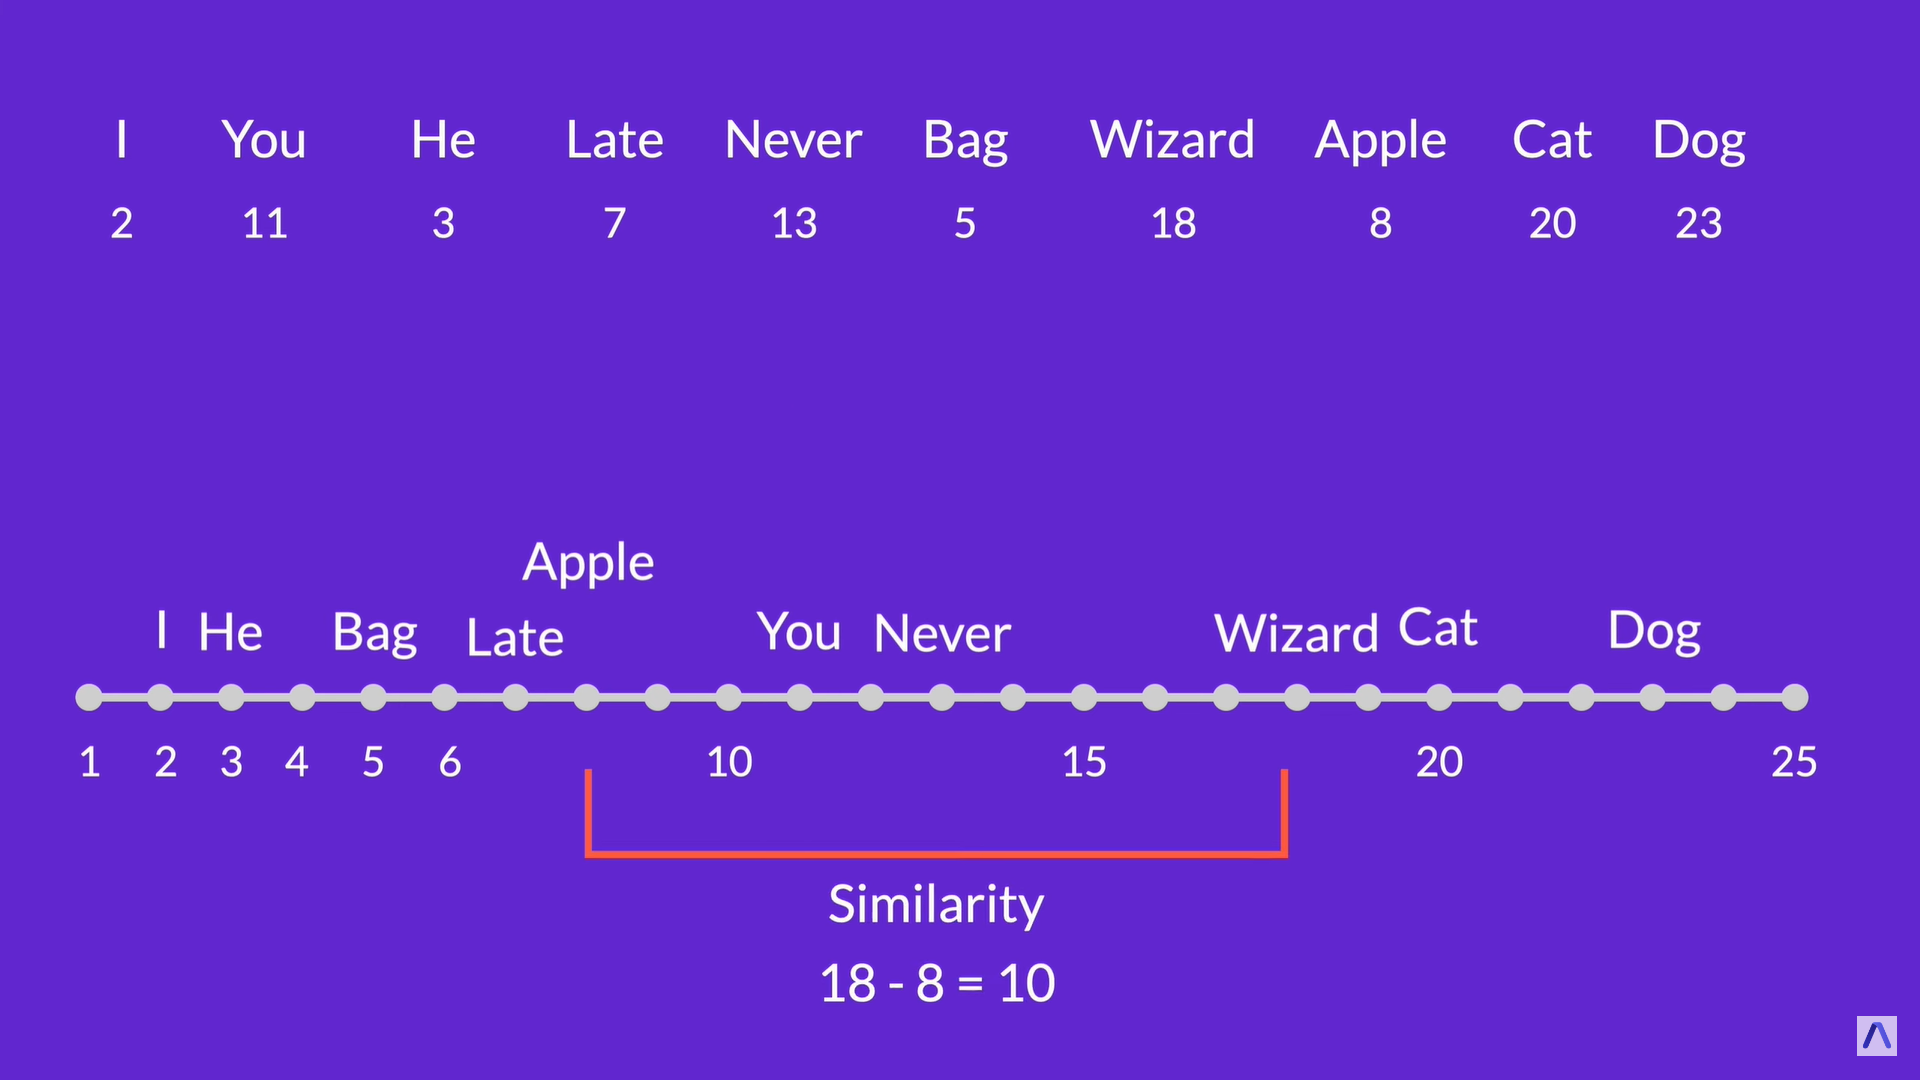 I You He Late Never Bag Wizard Apple Cat Dog
2 11 3 7 13 5 18 8 20 23
Apple
I He Bag Late You Never Wizard Cat Dog
1 2 3 4 5 6 10 15 20 25
Similarity
18 - 8 = 10